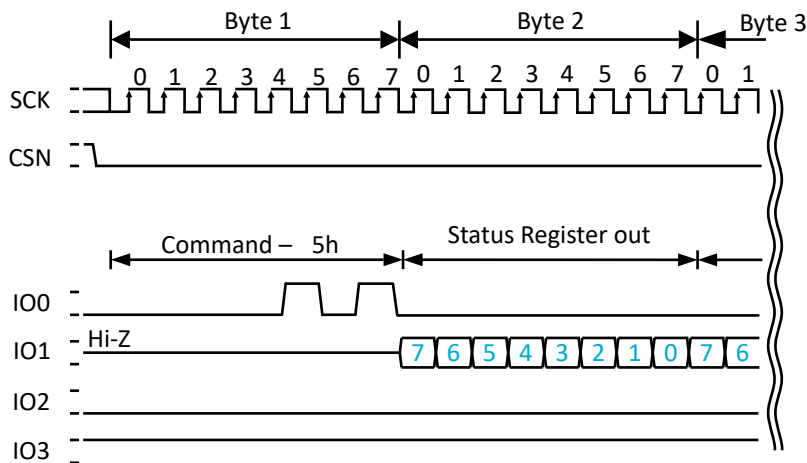 Byte 1 Byte 2 Byte 3
0 1 2 3 4 5 6 7 0 1 2 3 4 5 6 7 0 1
SCK
CSN
Command – 5h Status Register out
IO0
Hi-Z
IO1 7 6 5 4 3 2 1 0 7 6
IO2
IO3